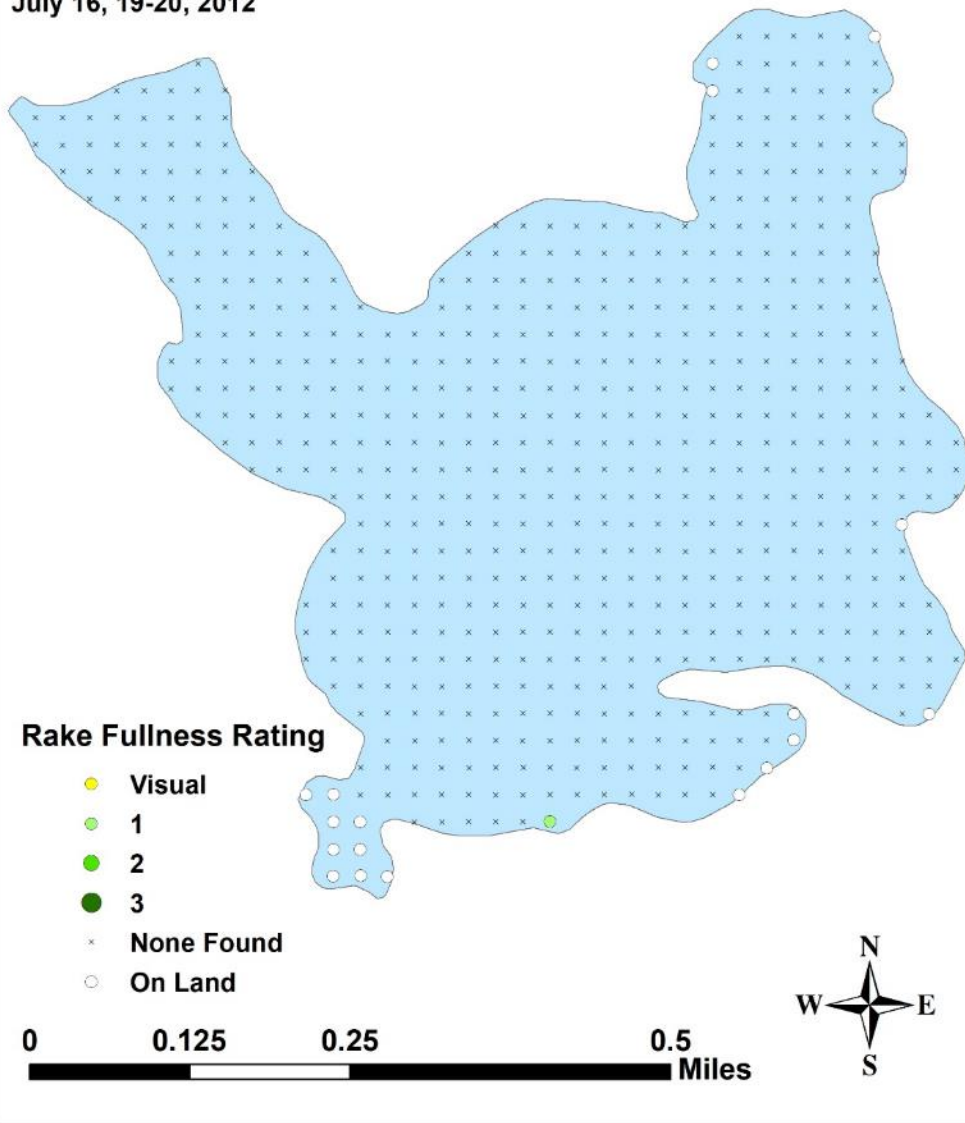 July 16, 19-20, 2012
Rake Fullness Rating
Visual
1
2
3
None Found
On Land
N
W E
S
0 0.125 0.25 0.5
Miles